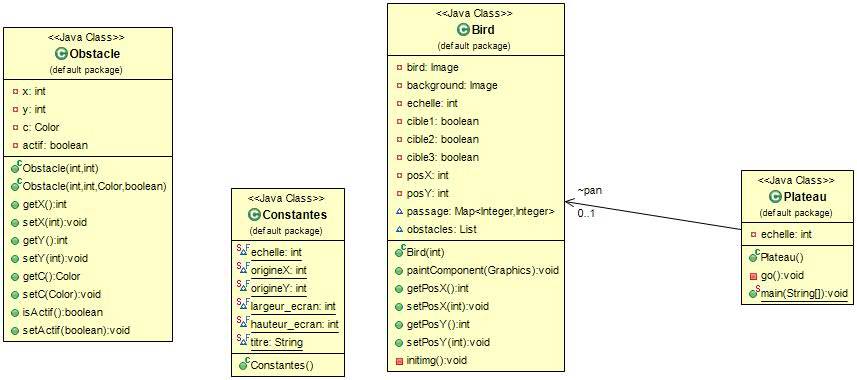 <<Java Class>>
Obstacle
(default package)
x: int
y: int
c: Color
actif: boolean
Obstacle(int,int)
Obstacle(int,int,Color,boolean)
getX():int
setX(int):void
getY():int
setY(int):void
getC():Color
setC(Color):void
isActif():boolean
setActif(boolean):void
<<Java Class>>
Constantes
(default package)
echelle: int
origineX: int
origineY: int
largeur_ecran: int
hauteur_ecran: int
titre: String
Constantes()
<<Java Class>>
Bird
(default package)
bird: Image
background: Image
echelle: int
cible1: boolean
cible2: boolean
cible3: boolean
posX: int
posY: int
passage: Map<Integer,Integer>
obstacles: List
Bird(int)
paintComponent(Graphics):void
getPosX():int
setPosX(int):void
getPosY():int
setPosY(int):void
initimg():void
~pan
0..1
<<Java Class>>
Plateau
(default package)
echelle: int
Plateau()
go():void
main(String[]):void